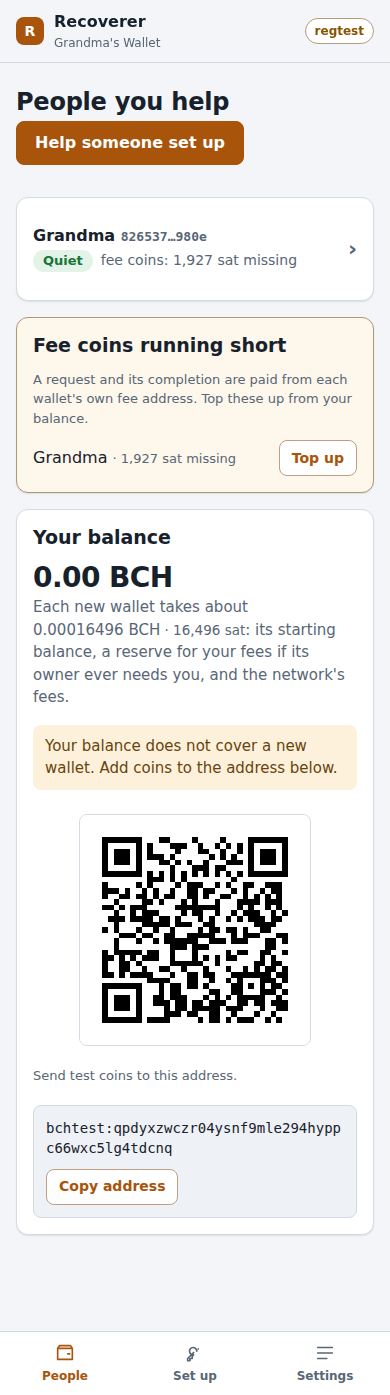 R
Recoverer
Grandma's Wallet
regtest
People you help
Help someone set up
Grandma 826537…980e
Quiet fee coins: 1,927 sat missing
›
Fee coins running short
A request and its completion are paid from each
wallet's own fee address. Top these up from your
balance.
Grandma · 1,927 sat missing
Top up
Your balance
0.00 BCH
Each new wallet takes about
0.00016496 BCH · 16,496 sat: its starting
balance, a reserve for your fees if its
owner ever needs you, and the network's
fees.
Your balance does not cover a new
wallet. Add coins to the address below.
Send test coins to this address.
bchtest:qpdyxzwczr04ysnf9mle294hypp
c66wxc5lg4tdcnq
Copy address
People
Set up
Settings